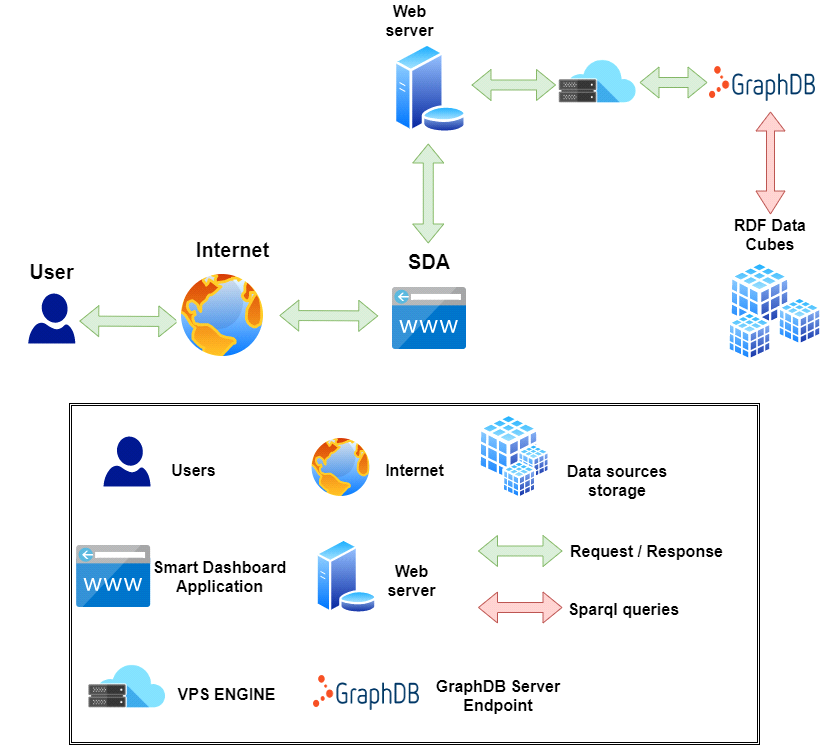 Web
server
GraphDB
RDF Data
Cubes
Internet
SDA
User
WWW
Users
Internet
Data sources
storage
WWW
Smart Dashboard
Application
Web
server
Request / Response
Sparql queries
VPS ENGINE
GraphDB
GraphDB Server
Endpoint